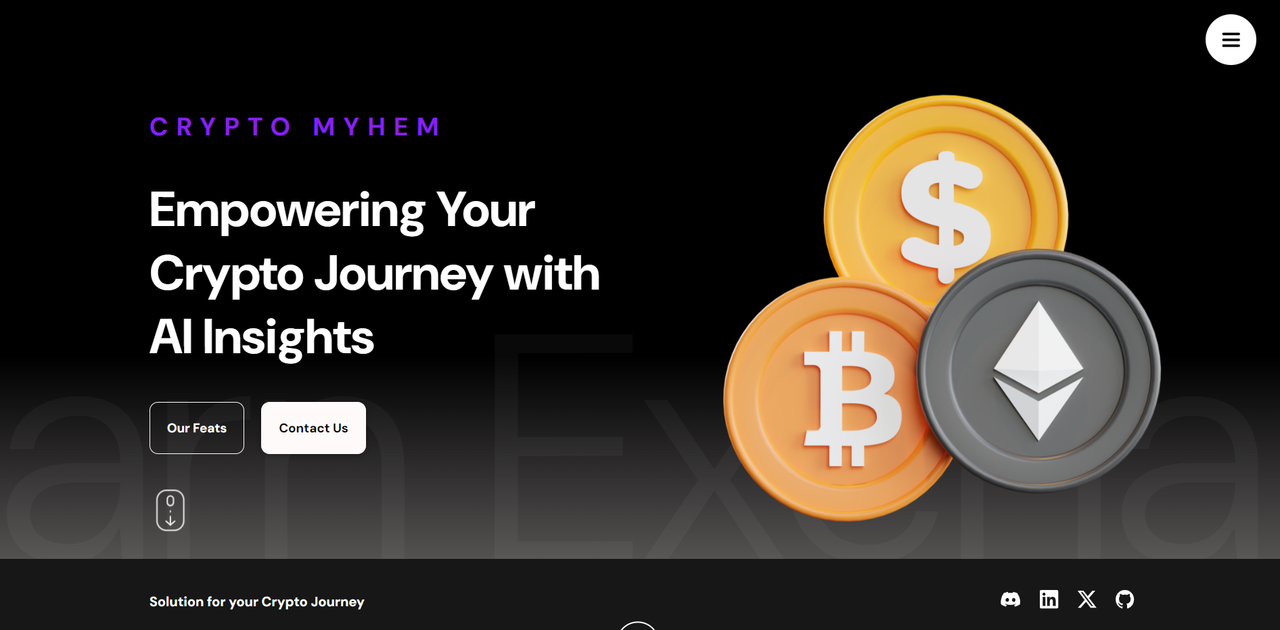 CRYPTO MYHEM
Empowering Your
Crypto Journey with
AI Insights
Our Feats
Contact Us
arn Excha
Solution for your Crypto Journey